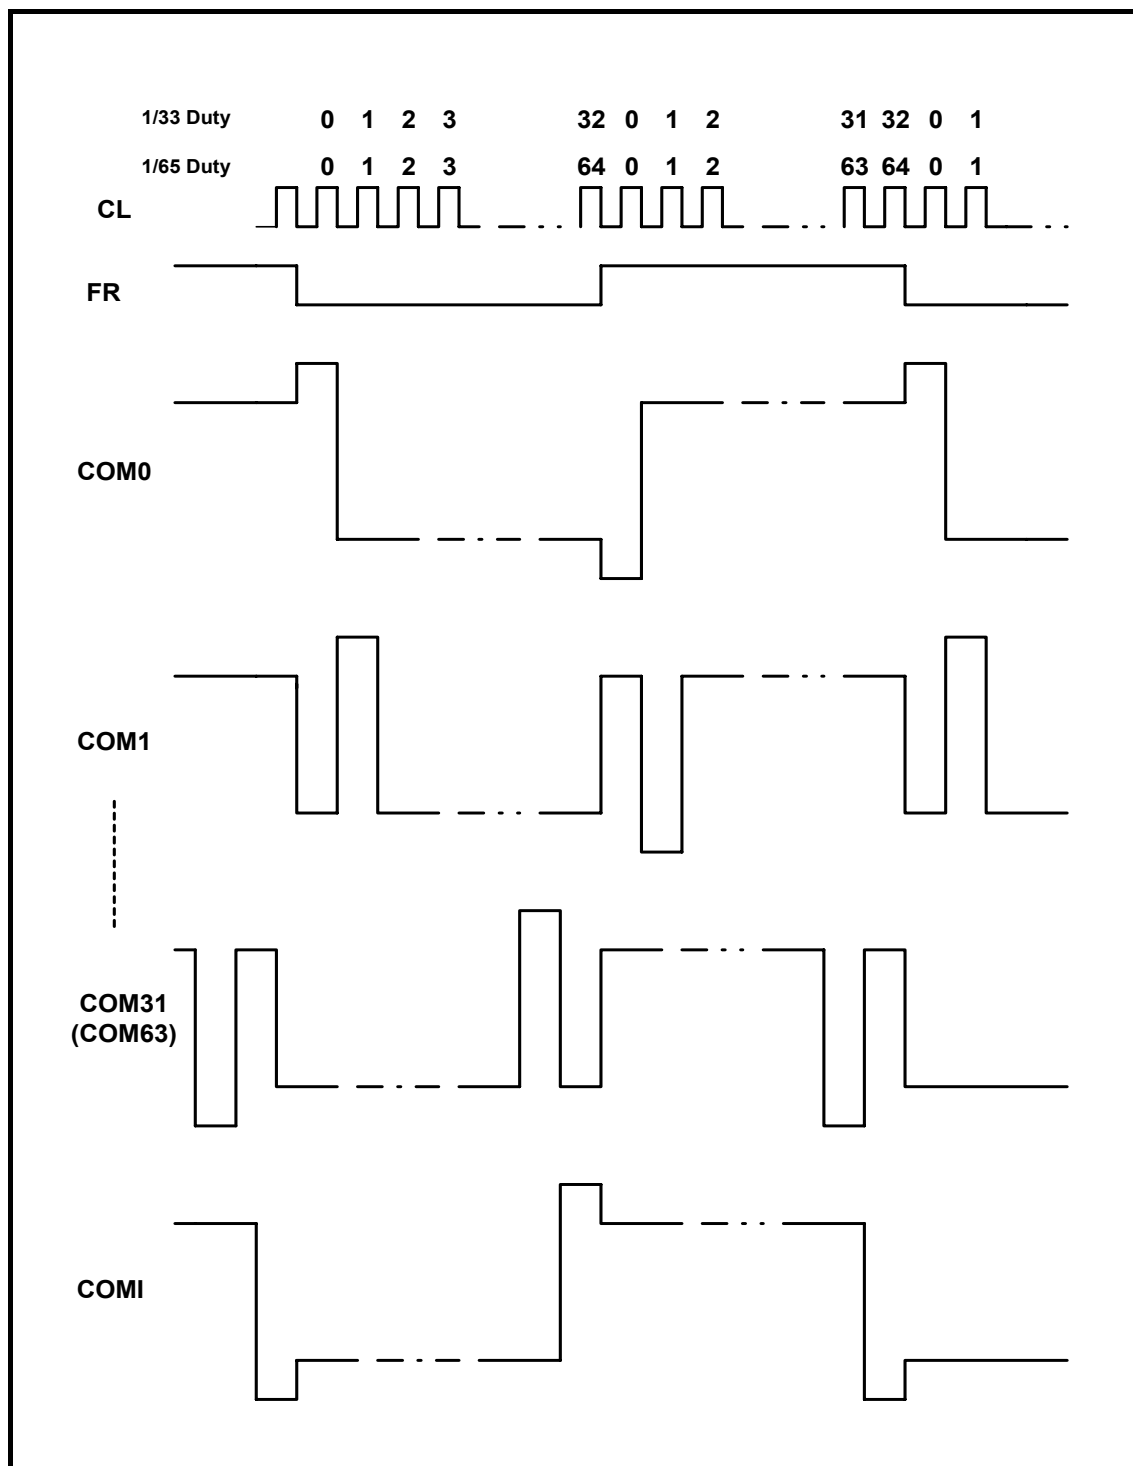 1/33 Duty 0 1 2 3 32 0 1 2 31 32 0 1
1/65 Duty 0 1 2 3 64 0 1 2 63 64 0 1
CL
FR
COM0
COM1
COM31
(COM63)
COMI